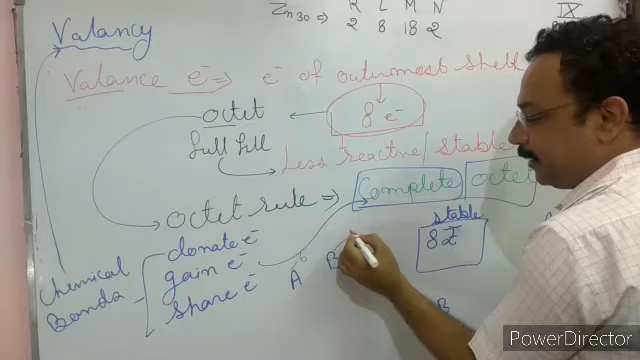 K L M N
Zn30 ⇒ 2 8 18 2
IX
8
Valancy
Valance e⁻ ⇒ e⁻ of outurmost shell
octet ← 8 e⁻
full fill
Less reactive/stable
octet rule ⇒ Complete octet
Chemical Bonds
donate e⁻
gain e⁻
share e⁻
A
B
stable
B
PowerDirector